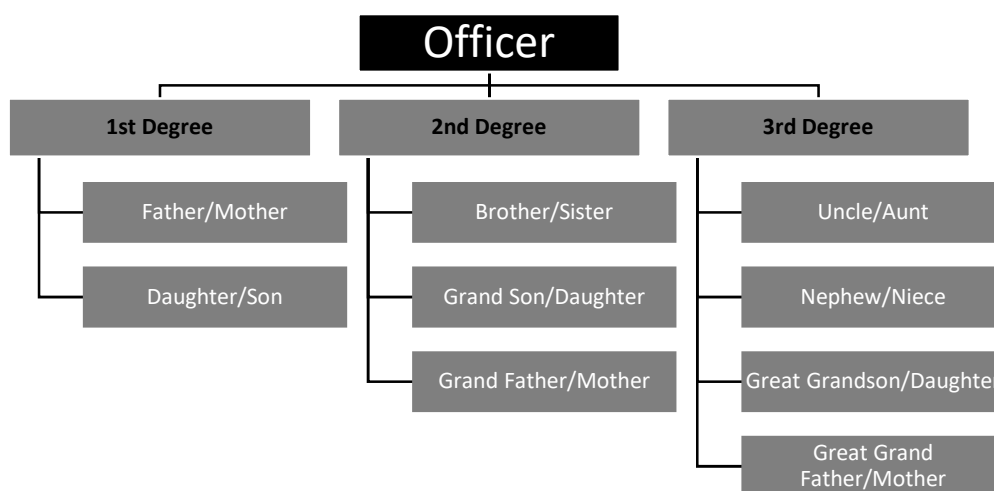 Officer
1st Degree
Father/Mother
Daughter/Son
2nd Degree
Brother/Sister
Grand Son/Daughter
Grand Father/Mother
3rd Degree
Uncle/Aunt
Nephew/Niece
Great Grandson/Daughter
Great Grand
Father/Mother